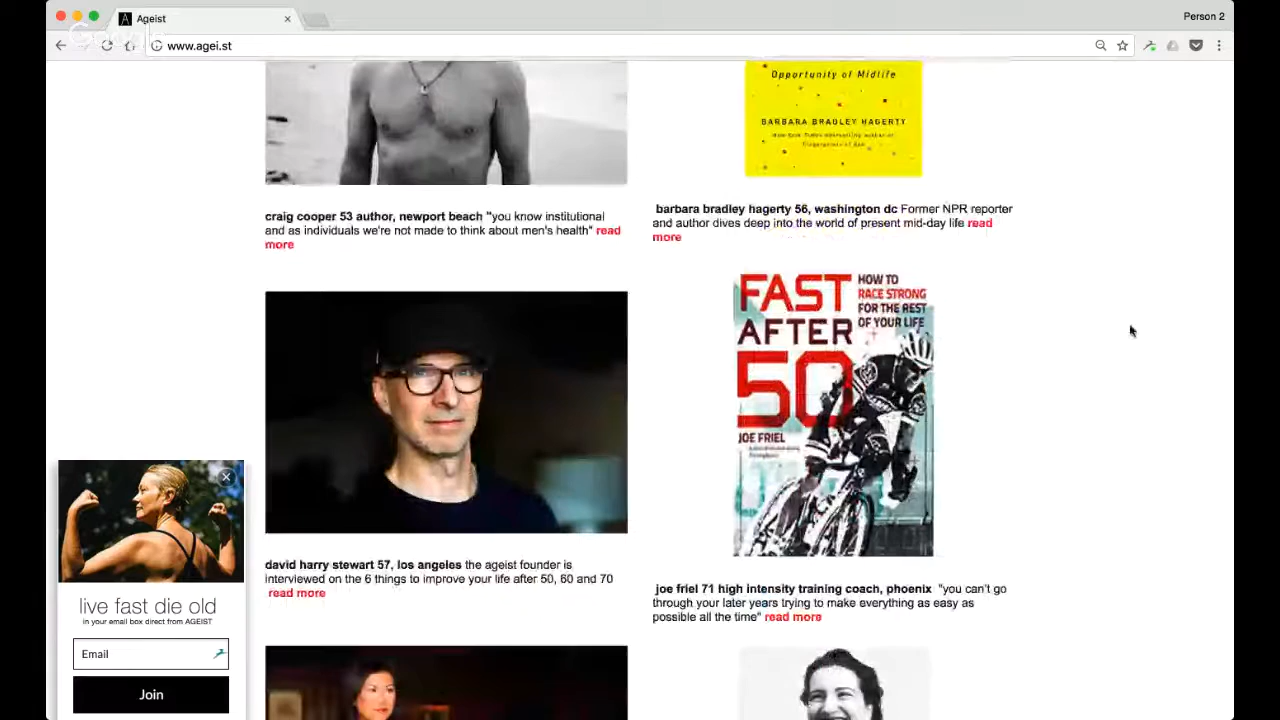 Ageist
Person 2
www.agei.st
Opportunity of Midlife
BARBARA BRADLEY HAGERTY
craig cooper 53 author, newport beach "you know institutional
and as individuals we're not made to think about men's health" read
more
barbara bradley hagerty 56, washington dc Former NPR reporter
and author dives deep into the world of present mid-day life read
more
FAST
AFTER
50
HOW TO
RACE STRONG
FOR THE REST
OF YOUR LIFE
JOE FRIEL
david harry stewart 57, los angeles the ageist founder is
interviewed on the 6 things to improve your life after 50, 60 and 70
read more
joe friel 71 high intensity training coach, phoenix "you can't go
through your later years trying to make everything as easy as
possible all the time" read more
live fast die old
in your email box direct from AGEIST
Email
Join